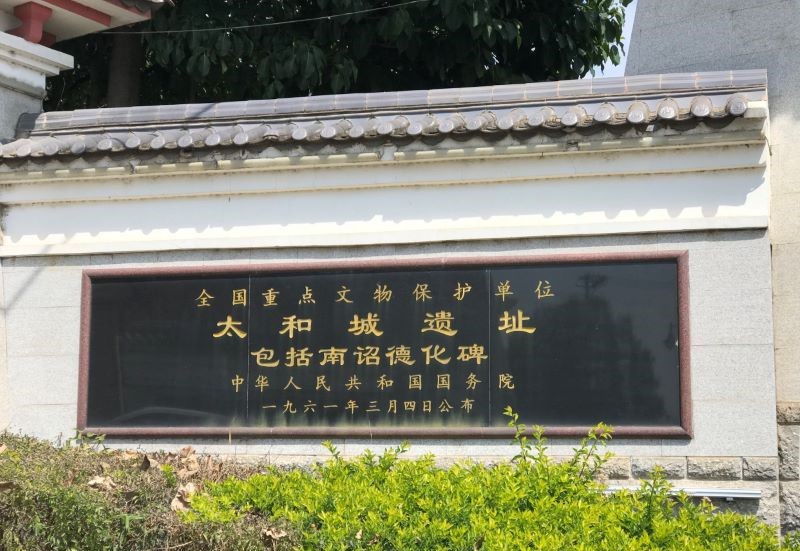 全国重点文物保护单位
太和城遗址
包括南诏德化碑
中华人民共和国国务院
一九六一年三月四日公布